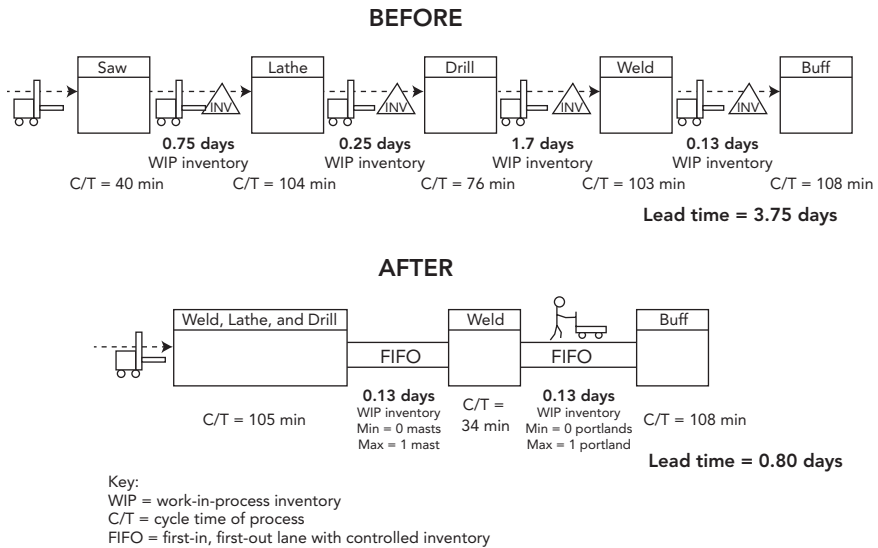 BEFORE
Saw
Lathe
Drill
Weld
Buff
INV
INV
INV
INV
0.75 days
WIP inventory
0.25 days
WIP inventory
1.7 days
WIP inventory
0.13 days
WIP inventory
C/T = 40 min
C/T = 104 min
C/T = 76 min
C/T = 103 min
C/T = 108 min
Lead time = 3.75 days
AFTER
Weld, Lathe, and Drill
Weld
Buff
FIFO
FIFO
C/T = 105 min
0.13 days
WIP inventory
Min = 0 masts
Max = 1 mast
C/T =
34 min
0.13 days
WIP inventory
Min = 0 portlands
Max = 1 portland
C/T = 108 min
Lead time = 0.80 days
Key:
WIP = work-in-process inventory
C/T = cycle time of process
FIFO = first-in, first-out lane with controlled inventory